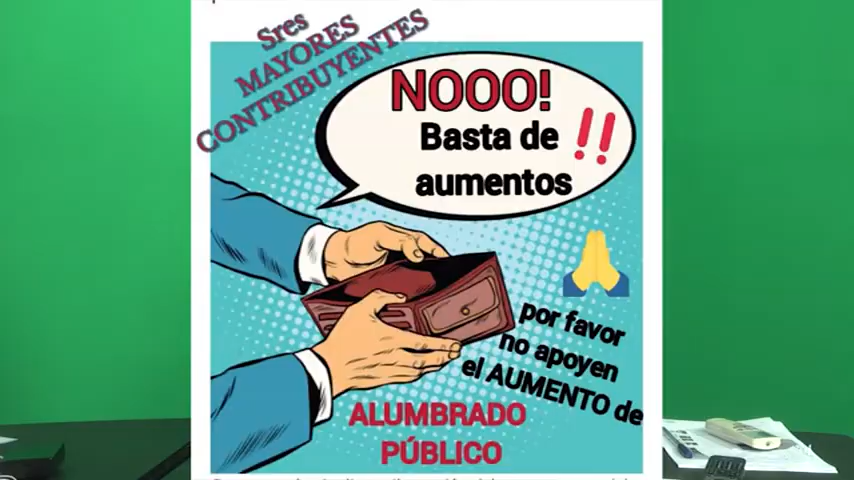 Sres
MAYORES
CONTRIBUYENTES
NOOO!
Basta de
aumentos
por favor
no apoyen
el AUMENTO de
ALUMBRADO
PÚBLICO